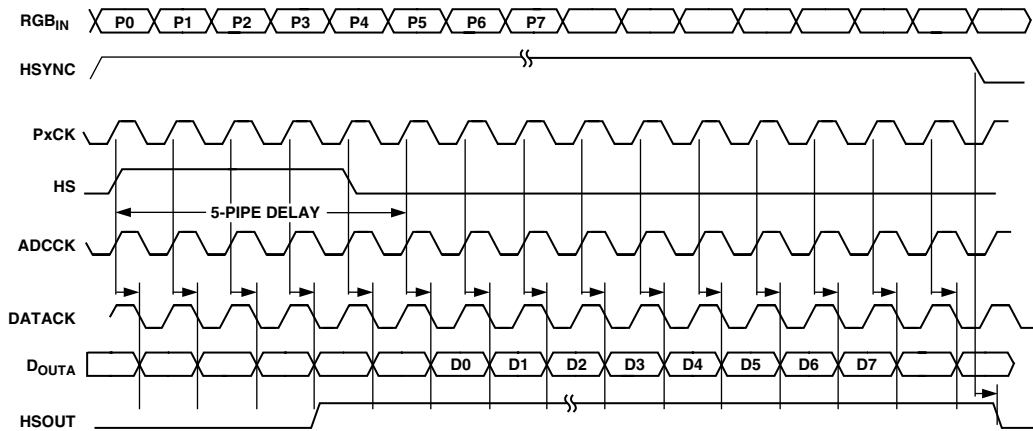 RGBIN P0 P1 P2 P3 P4 P5 P6 P7
HSYNC
PxCK
HS
5-PIPE DELAY
ADCCK
DATACK
DOUTA D0 D1 D2 D3 D4 D5 D6 D7
HSOUT